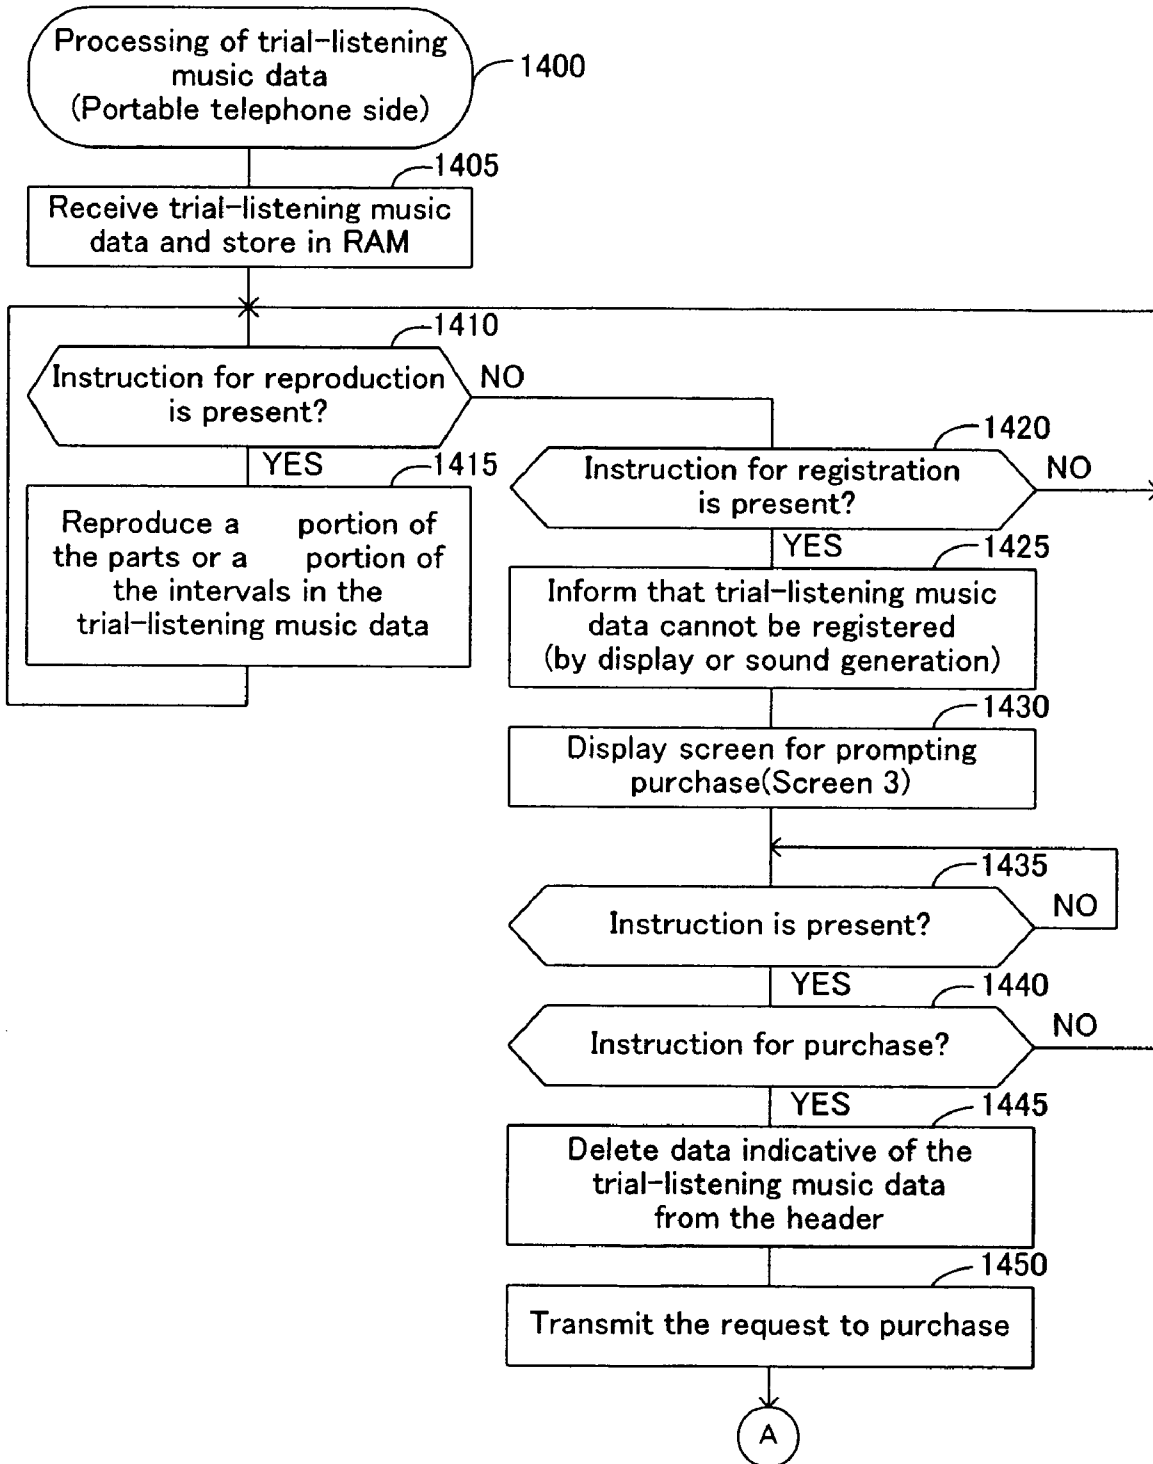 Processing of trial-listening
music data
(Portable telephone side)
1400
1405
Receive trial-listening music
data and store in RAM
1410
Instruction for reproduction
is present?
NO
YES
1415
Reproduce a portion of
the parts or a portion of
the intervals in the
trial-listening music data
1420
Instruction for registration
is present?
NO
YES
1425
Inform that trial-listening music
data cannot be registered
(by display or sound generation)
1430
Display screen for prompting
purchase(Screen 3)
1435
Instruction is present?
NO
YES
1440
Instruction for purchase?
NO
YES
1445
Delete data indicative of the
trial-listening music data
from the header
1450
Transmit the request to purchase
A